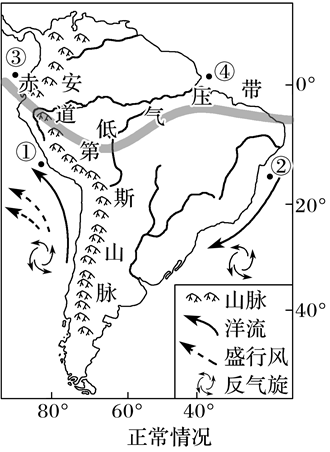 ③
④
赤道低气压带
0°
安第斯山脉
①
②
20°
40°
山脉
洋流
盛行风
反气旋
80° 60° 40°
正常情况